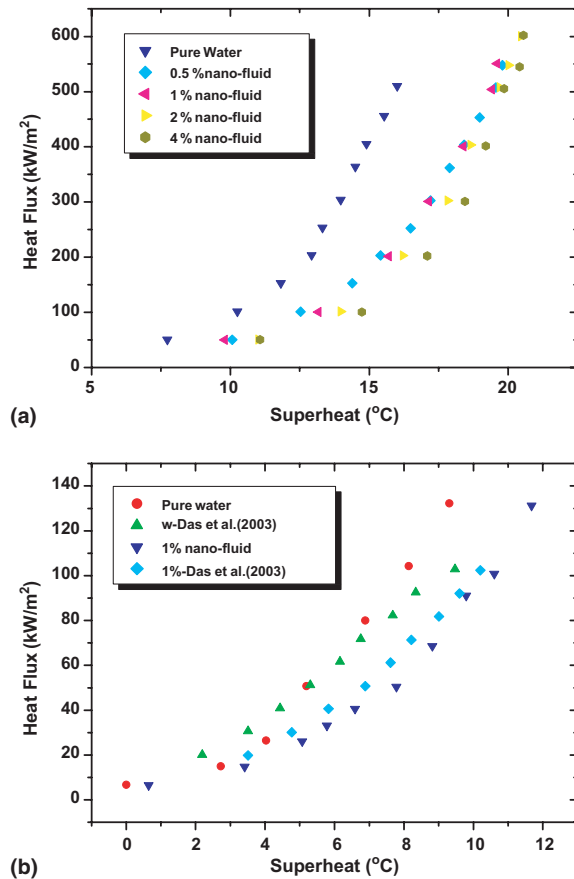 600
500
400
300
200
100
0
Heat Flux (kW/m²)
Pure Water
0.5 %nano-fluid
1 % nano-fluid
2 % nano-fluid
4 % nano-fluid
5
10
15
20
Superheat (°C)
(a)
140
120
100
80
60
40
20
0
Heat Flux (kW/m²)
Pure water
w-Das et al.(2003)
1% nano-fluid
1%-Das et al.(2003)
0
2
4
6
8
10
12
Superheat (°C)
(b)